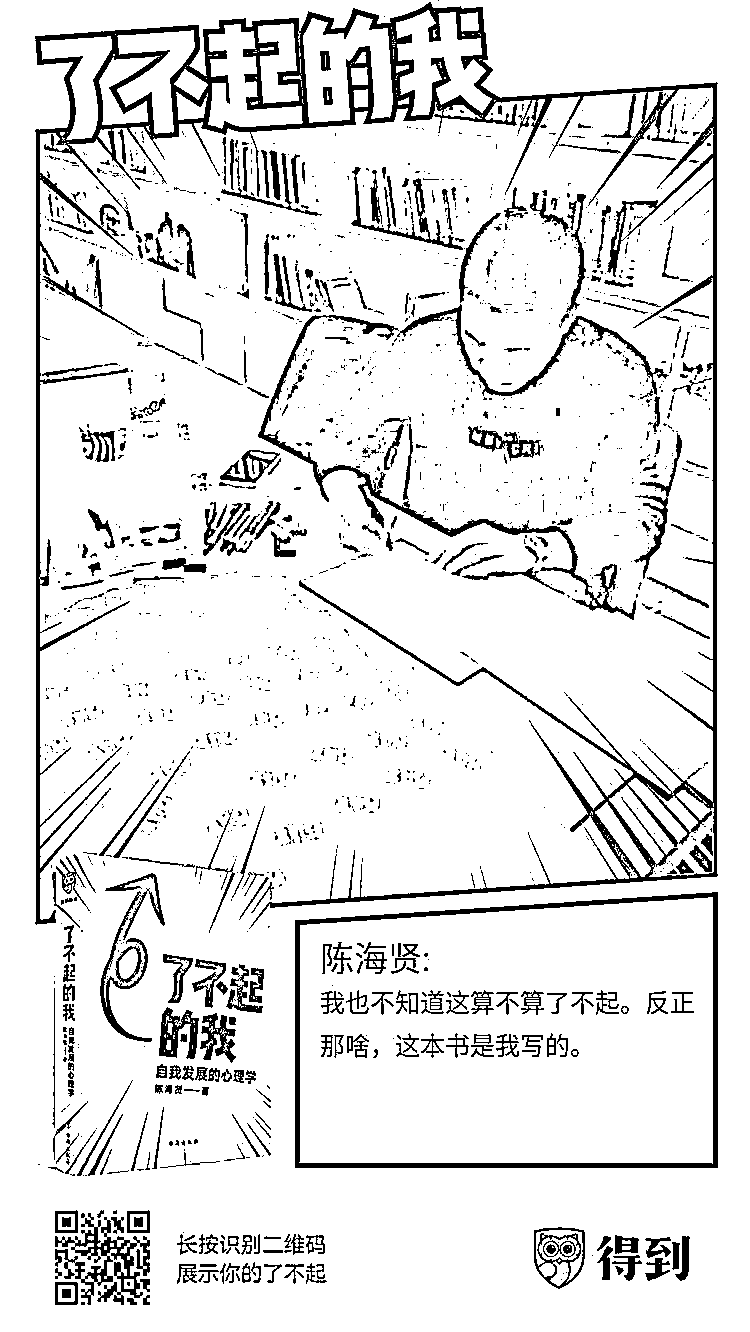 了不起的我
陈海贤:
我也不知道这算不算了不起。反正
那啥，这本书是我写的。
了不起的我
自我发展的心理学
了不起
的我
自我发展的心理学
陈海贤——著
长按识别二维码
展示你的了不起
得到